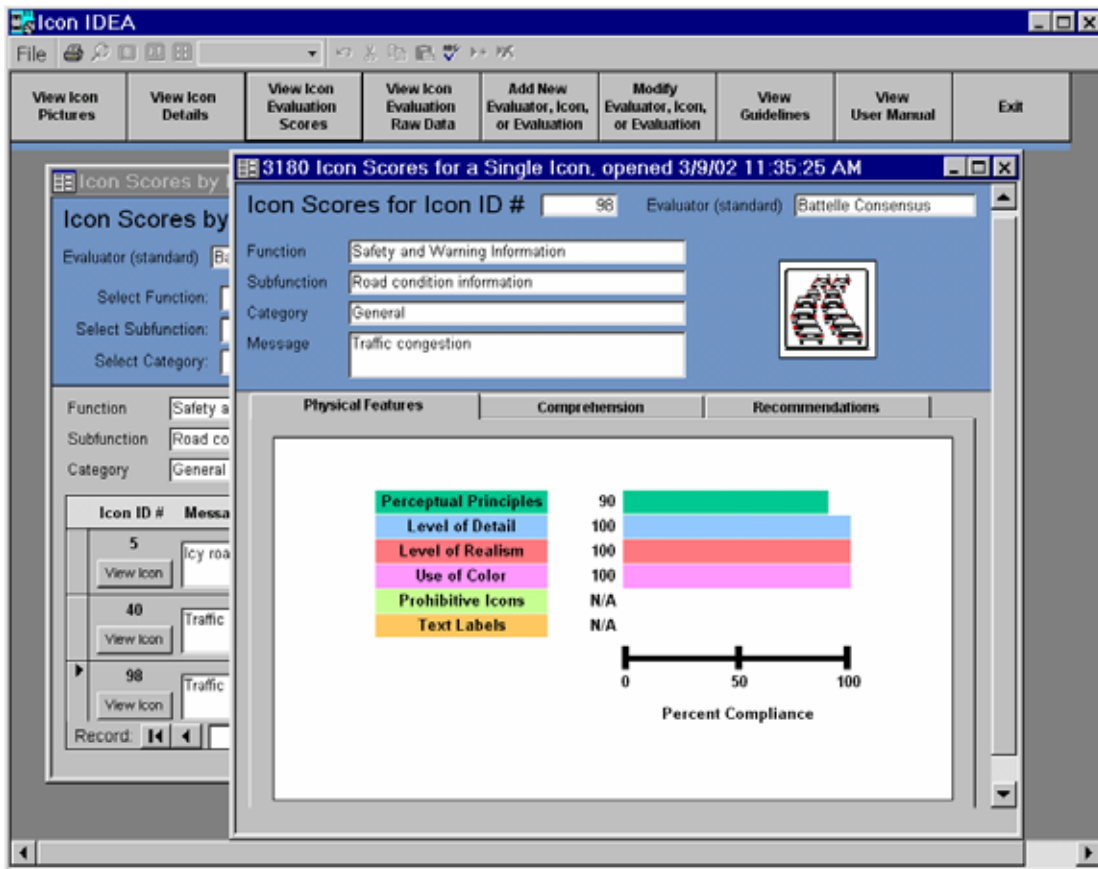 Icon IDEA
File
View Icon Pictures
View Icon Details
View Icon Evaluation Scores
View Icon Evaluation Raw Data
Add New Evaluator, Icon, or Evaluation
Modify Evaluator, Icon, or Evaluation
View Guidelines
View User Manual
Exit
Icon Scores by
Icon Scores by
Evaluator (standard)
Select Function:
Select Subfunction:
Select Category:
Function Safety a
Subfunction Road co
Category General
Icon ID # Messa
5
Icy roa
View Icon
40
Traffic
View Icon
98
Traffic
View Icon
Record:
3180 Icon Scores for a Single Icon, opened 3/9/02 11:35:25 AM
Icon Scores for Icon ID # 98 Evaluator (standard) Battelle Consensus
Function Safety and Warning Information
Subfunction Road condition information
Category General
Message Traffic congestion
Physical Features Comprehension Recommendations
Perceptual Principles 90
Level of Detail 100
Level of Realism 100
Use of Color 100
Prohibitive Icons N/A
Text Labels N/A
0 50 100
Percent Compliance